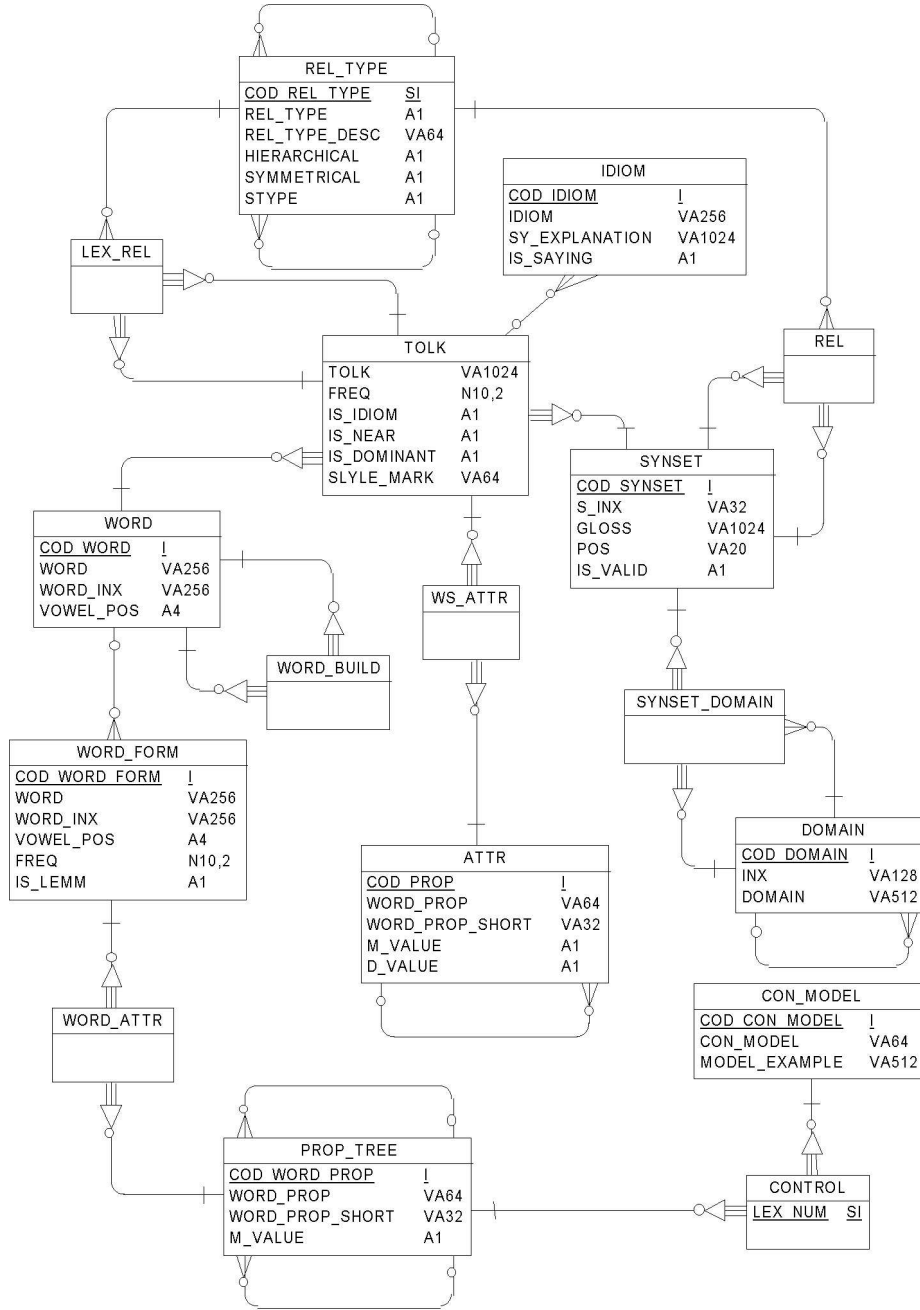 REL_TYPE
COD_REL_TYPE SI
REL_TYPE A1
REL_TYPE_DESC VA64
HIERARCHICAL A1
SYMMETRICAL A1
STYPE A1
IDIOM
COD_IDIOM I
IDIOM VA256
SY_EXPLANATION VA1024
IS_SAYING A1
LEX_REL
REL
TOLK
TOLK VA1024
FREQ N10,2
IS_IDIOM A1
IS_NEAR A1
IS_DOMINANT A1
SLYLE_MARK VA64
SYNSET
COD_SYNSET I
S_INX VA32
GLOSS VA1024
POS VA20
IS_VALID A1
WORD
COD_WORD I
WORD VA256
WORD_INX VA256
VOWEL_POS A4
WS_ATTR
WORD_BUILD
SYNSET_DOMAIN
WORD_FORM
COD_WORD_FORM I
WORD VA256
WORD_INX VA256
VOWEL_POS A4
FREQ N10,2
IS_LEMM A1
DOMAIN
COD_DOMAIN I
INX VA128
DOMAIN VA512
ATTR
COD_PROP I
WORD_PROP VA64
WORD_PROP_SHORT VA32
M_VALUE A1
D_VALUE A1
CON_MODEL
COD_CON_MODEL I
CON_MODEL VA64
MODEL_EXAMPLE VA512
WORD_ATTR
PROP_TREE
COD_WORD_PROP I
WORD_PROP VA64
WORD_PROP_SHORT VA32
M_VALUE A1
CONTROL
LEX_NUM SI